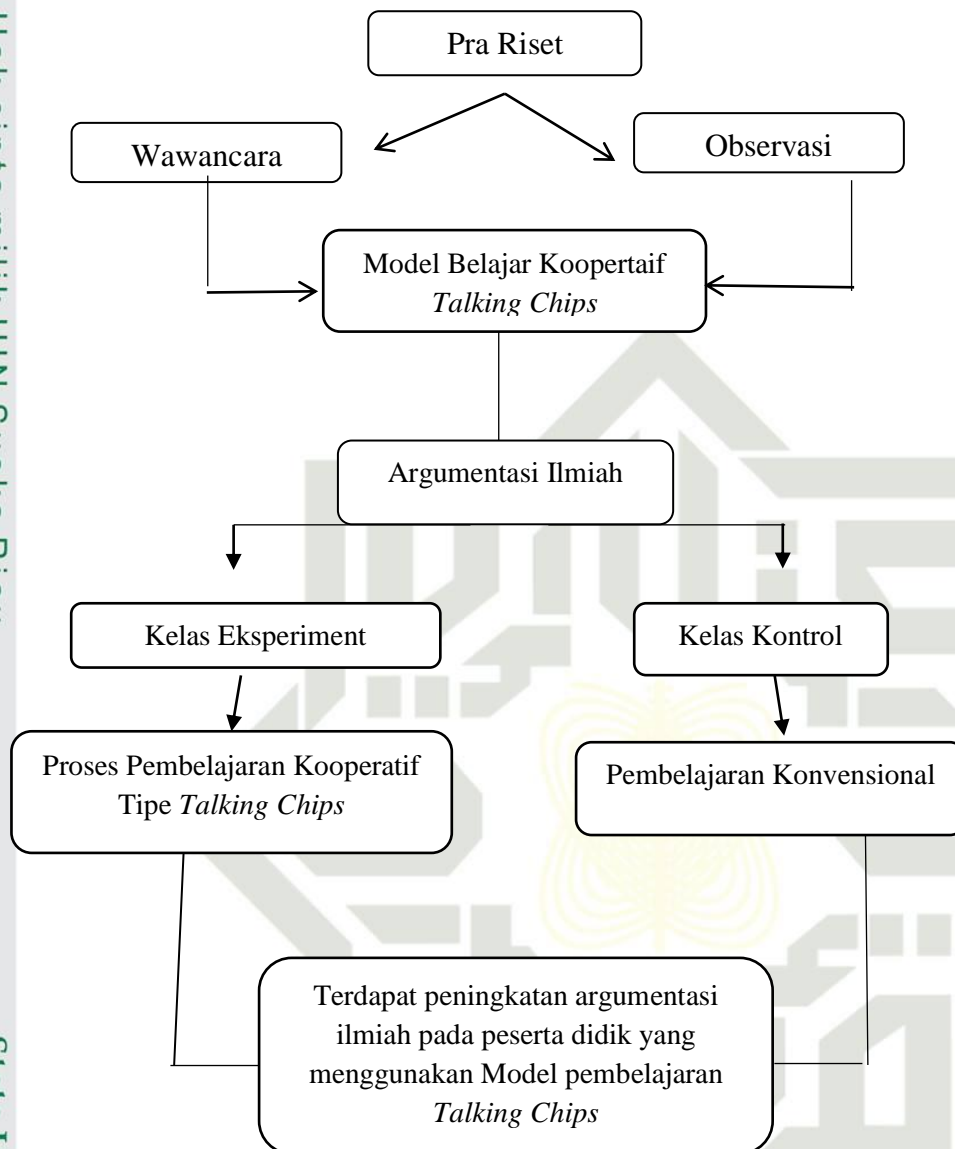 Pra Riset
Wawancara
Observasi
Model Belajar Koopertaif
Talking Chips
Argumentasi Ilmiah
Kelas Eksperiment
Kelas Kontrol
Proses Pembelajaran Kooperatif
Tipe Talking Chips
Pembelajaran Konvensional
Terdapat peningkatan argumentasi
ilmiah pada peserta didik yang
menggunakan Model pembelajaran
Talking Chips